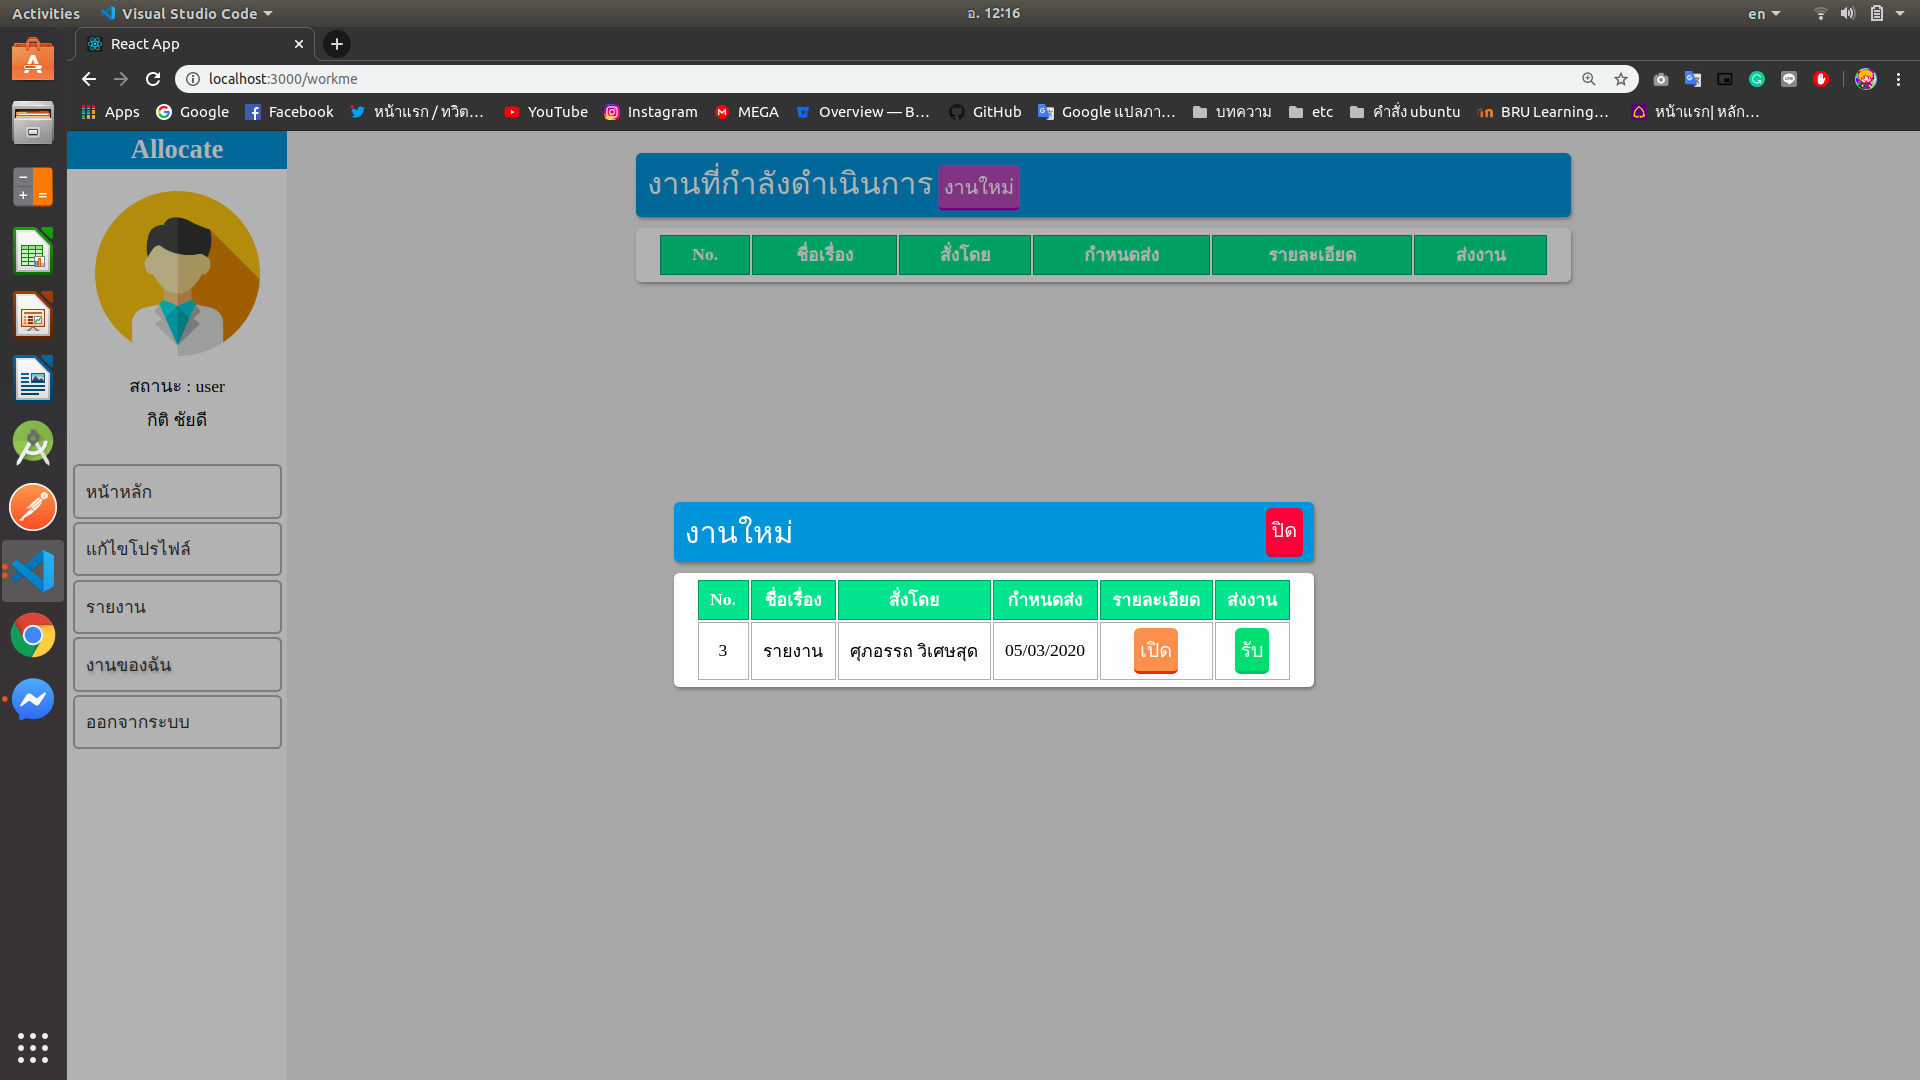 Activities Visual Studio Code อ. 12:16 en
React App
localhost:3000/workme
Apps Google Facebook หน้าแรก / ทวิต… YouTube Instagram MEGA Overview — B… GitHub Google แปลภา… บทความ etc คำสั่ง ubuntu BRU Learning… หน้าแรก| หลัก…
Allocate
สถานะ : user
กิติ ชัยดี
หน้าหลัก
แก้ไขโปรไฟล์
รายงาน
งานของฉัน
ออกจากระบบ
งานที่กำลังดำเนินการ งานใหม่
No. ชื่อเรื่อง สั่งโดย กำหนดส่ง รายละเอียด ส่งงาน
งานใหม่ ปิด
No. ชื่อเรื่อง สั่งโดย กำหนดส่ง รายละเอียด ส่งงาน
3 รายงาน ศุภอรรถ วิเศษสุด 05/03/2020 เปิด รับ